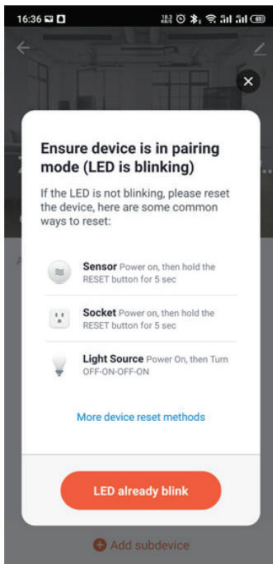 16:36
Ensure device is in pairing
mode (LED is blinking)
If the LED is not blinking, please reset
the device, here are some common
ways to reset:
Sensor Power on, then hold the
RESET button for 5 sec
Socket Power on, then hold the
RESET button for 5 sec
Light Source Power On, then Turn
OFF-ON-OFF-ON
More device reset methods
LED already blink
Add subdevice